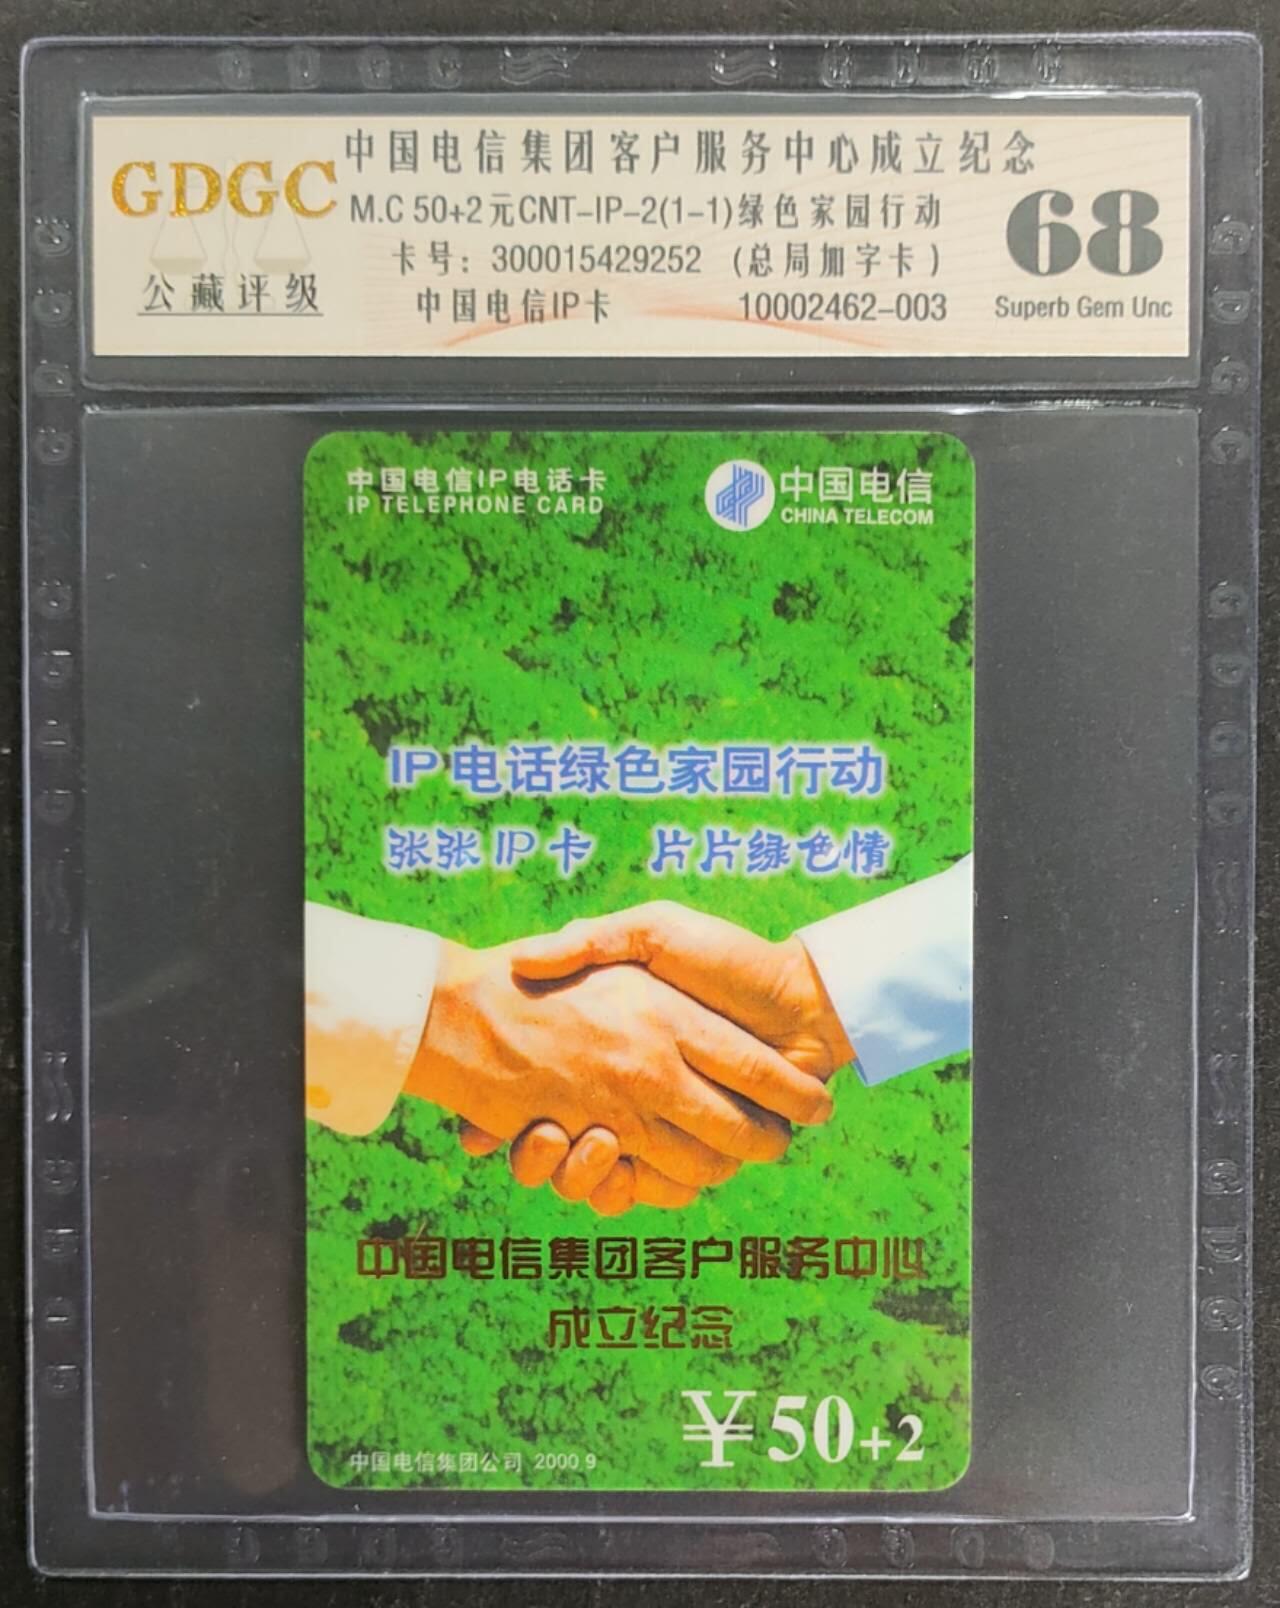 中国电信集团客户服务中心成立纪念
GDGC
M.C 50+2元CNT-IP-2(1-1)绿色家园行动
68
卡号：300015429252 (总局加字卡)
公藏评级
中国电信IP卡 10002462-003
Superb Gem Unc
中国电信IP电话卡
IP TELEPHONE CARD
中国电信
CHINA TELECOM
IP电话绿色家园行动
张张IP卡 片片绿色情
中国电信集团客户服务中心
成立纪念
￥50+2
中国电信集团公司 2000.9